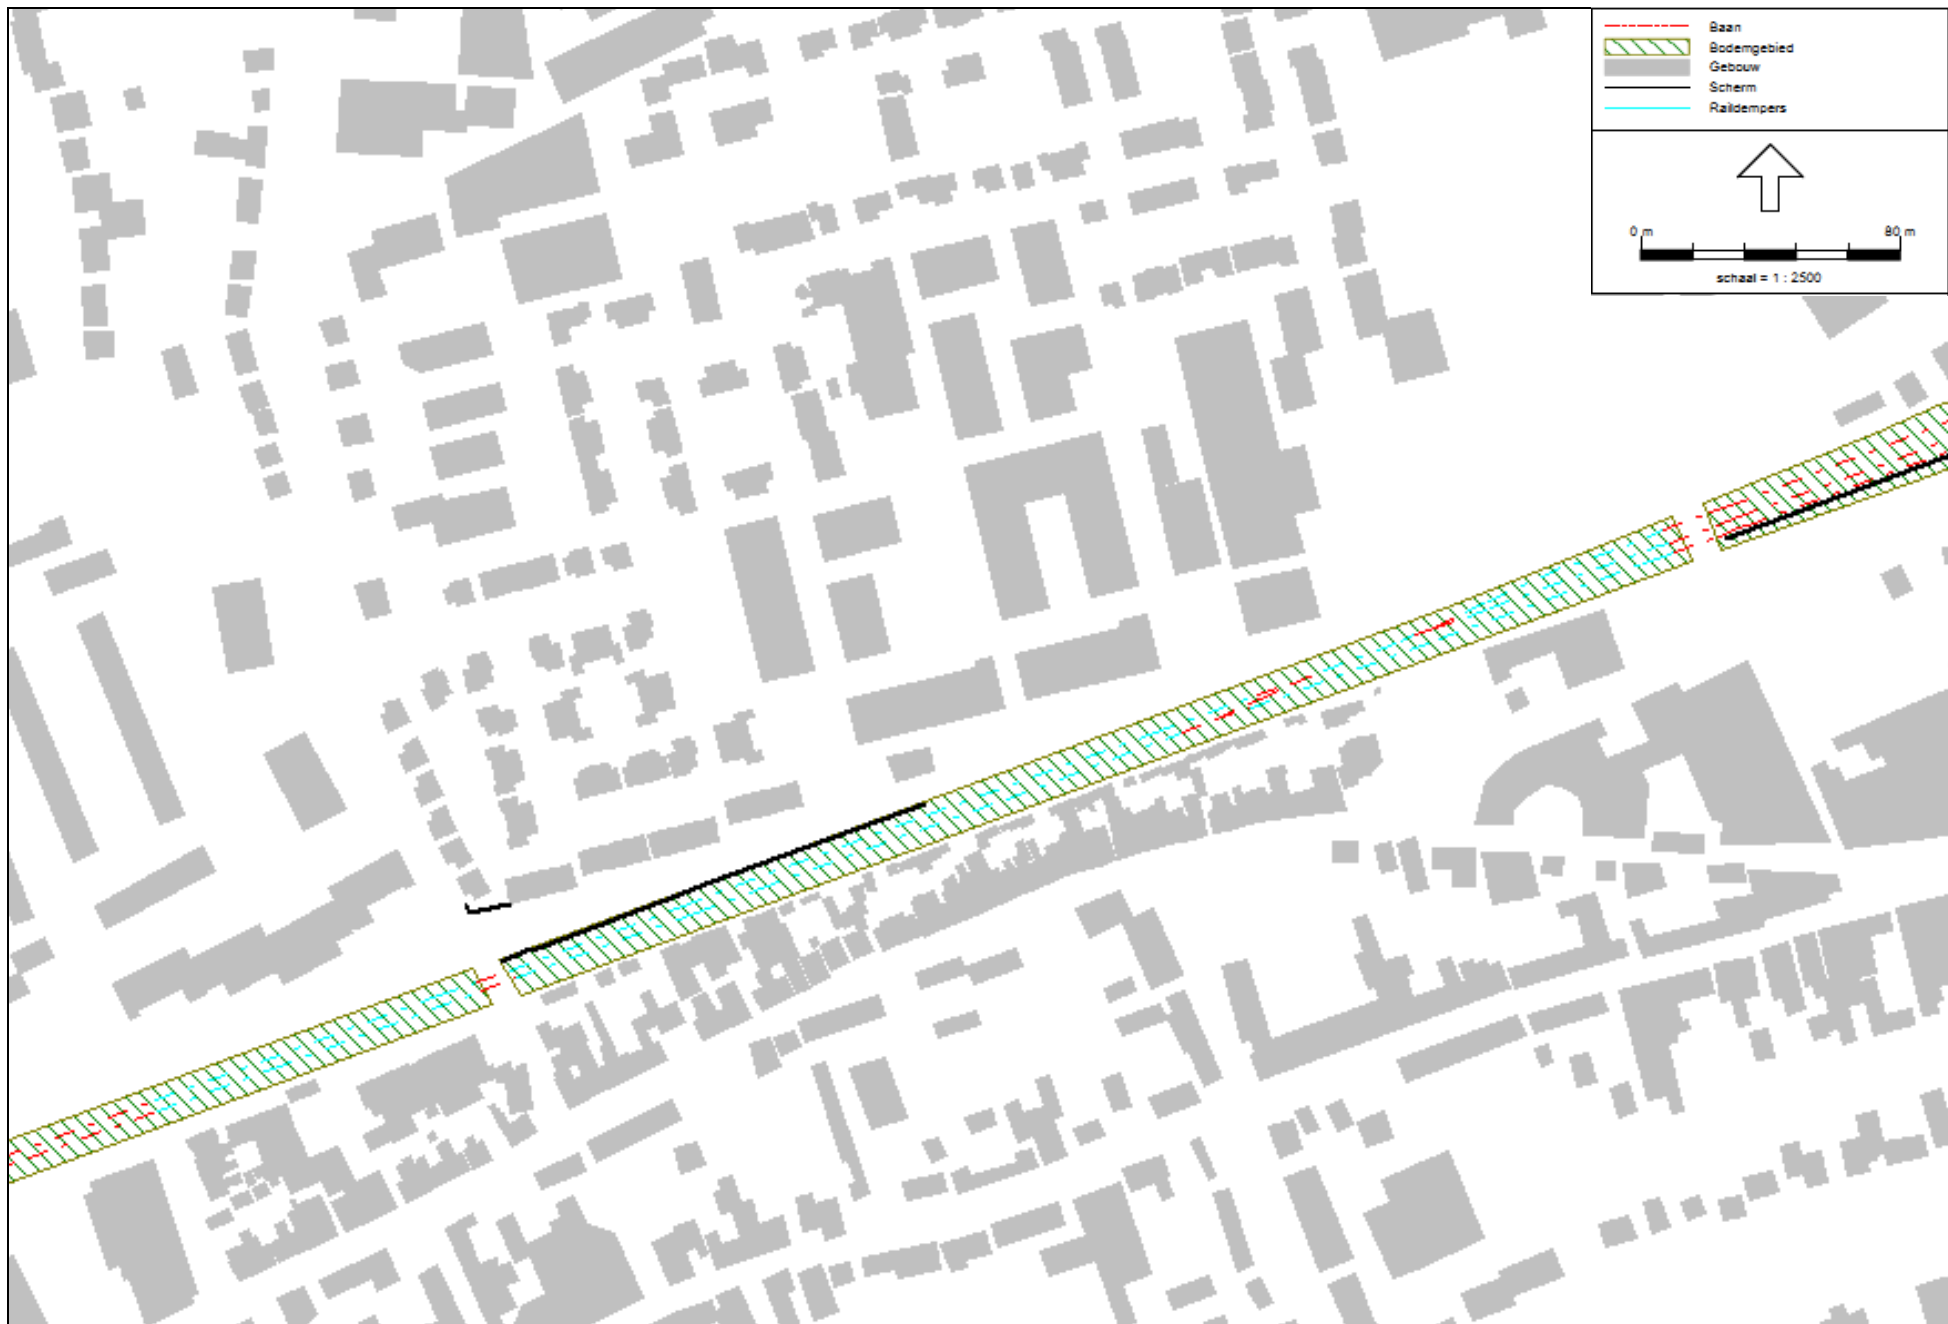 Baan
Bodemgebied
Gebouw
Scherm
Raildempers
0 m 80 m
schaal = 1 : 2500